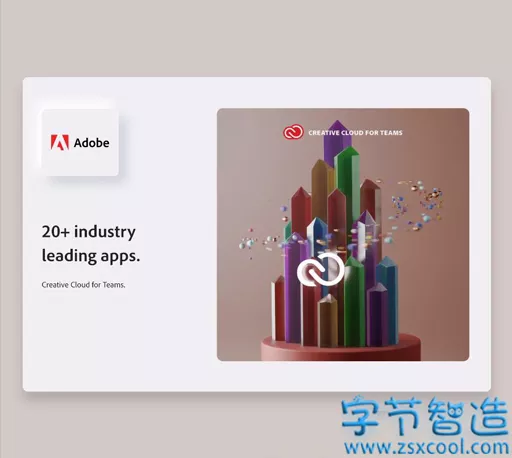 Adobe
20+ industry
leading apps.
Creative Cloud for Teams.
CREATIVE CLOUD FOR TEAMS
字节智造
www.zsxcool.com